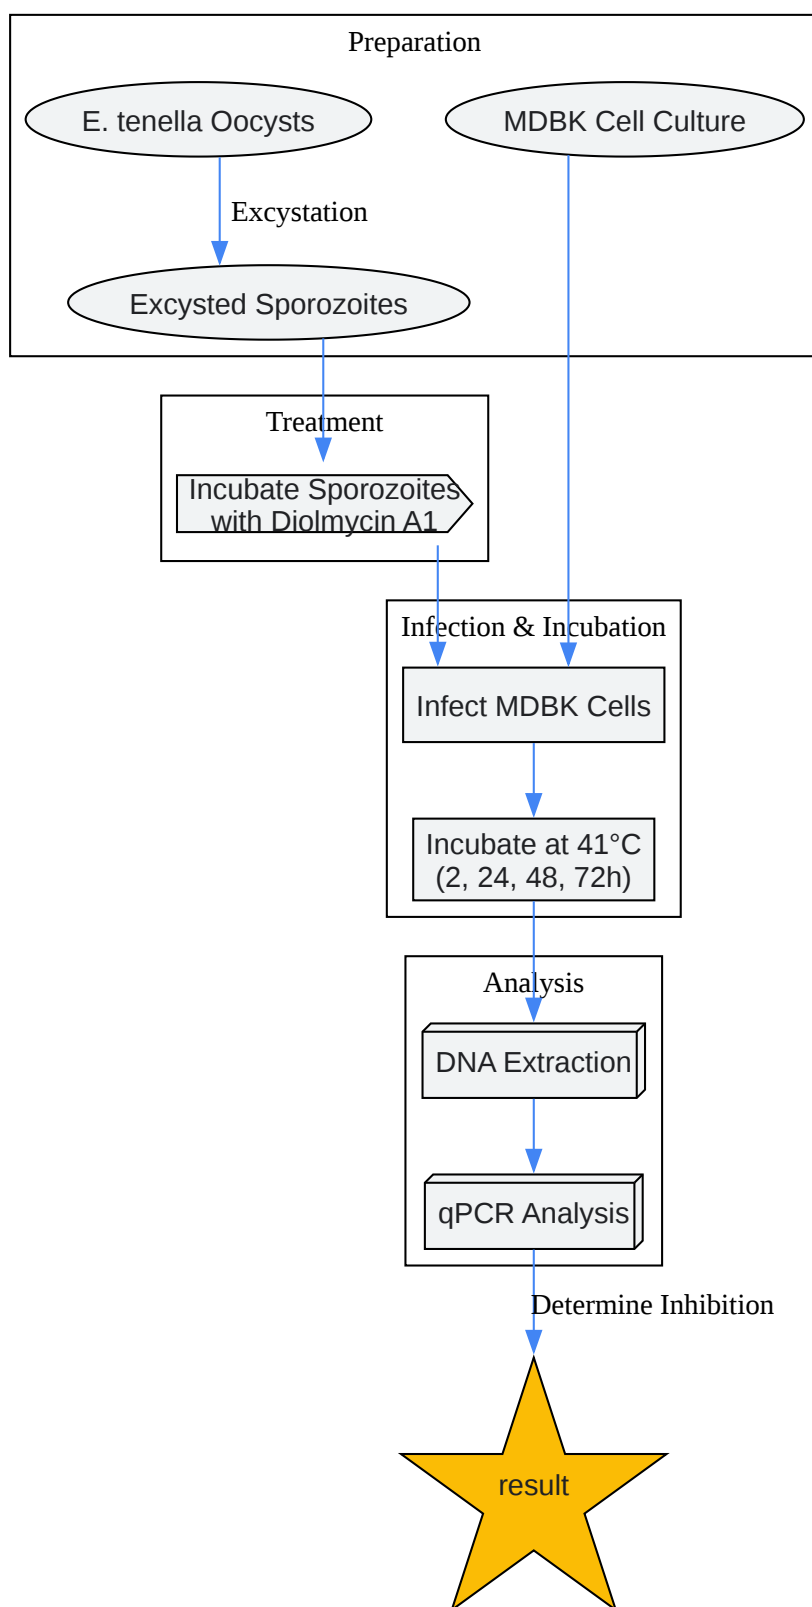 Preparation
E. tenella Oocysts
MDBK Cell Culture
Excystation
Excysted Sporozoites
Treatment
Incubate Sporozoites
with Diolmycin A1
Infection & Incubation
Infect MDBK Cells
Incubate at 41°C
(2, 24, 48, 72h)
Analysis
DNA Extraction
qPCR Analysis
Determine Inhibition
result